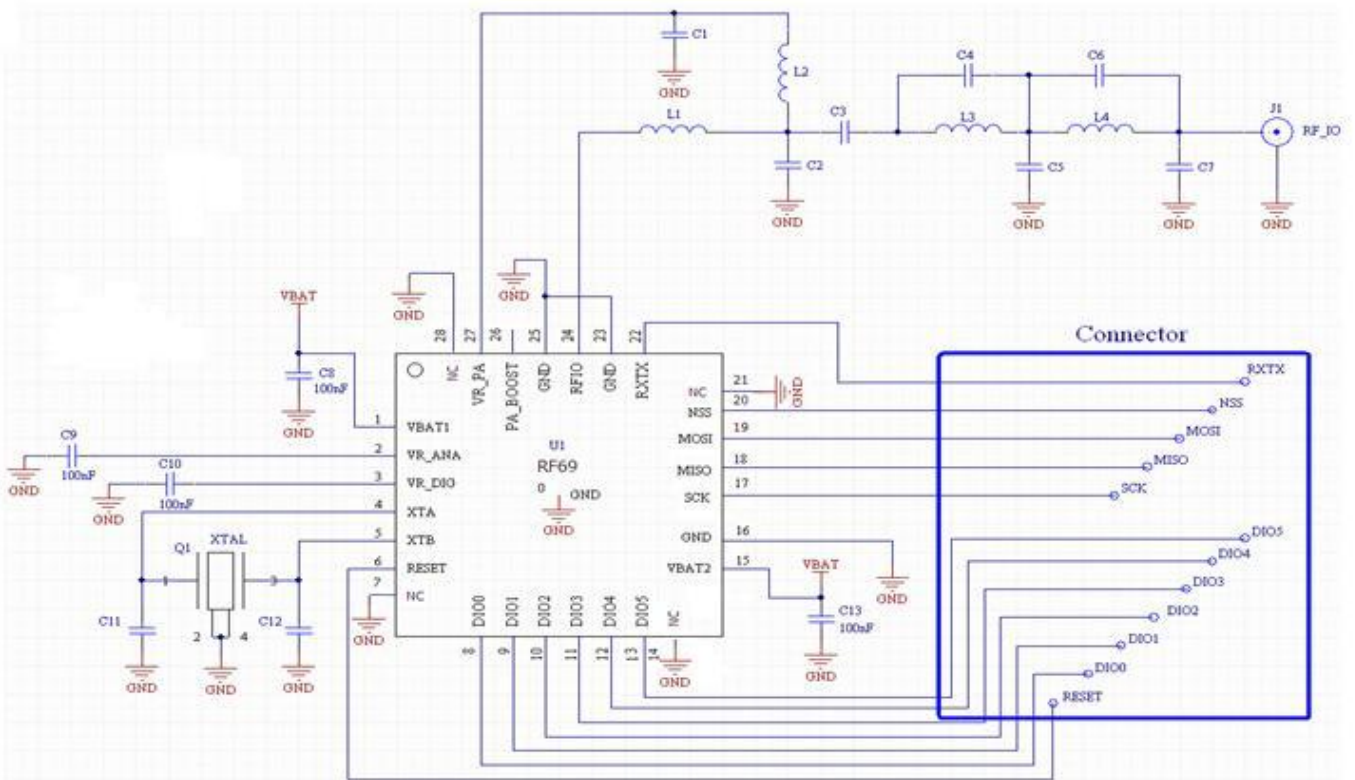 C1
GND
L2
L1
C3
C2
GND
C4
C6
L3
L4
C5
C7
GND
GND
J1
RF_IO
GND
VBAT
C8
100nF
GND
GND
GND
28
27
26
25
24
23
22
NC
VR_PA
PA_BOOST
GND
RFIO
GND
RXTX
1
VBAT1
2
VR_ANA
3
VR_DIG
4
XTA
5
XTB
6
RESET
7
NC
C9
100nF
GND
C10
100nF
GND
U1
RF69
0
GND
GND
NC
21
GND
NSS
20
MOSI
19
MISO
18
SCK
17
GND
16
VBAT2
15
GND
VBAT
C13
100nF
GND
Q1
XTAL
1
3
2
4
C11
C12
GND
GND
GND
GND
DIO0
DIO1
DIO2
DIO3
DIO4
DIO5
NC
8
9
10
11
12
13
14
GND
Connector
RXTX
NSS
MOSI
MISO
SCK
DIO5
DIO4
DIO3
DIO2
DIO1
DIO0
RESET